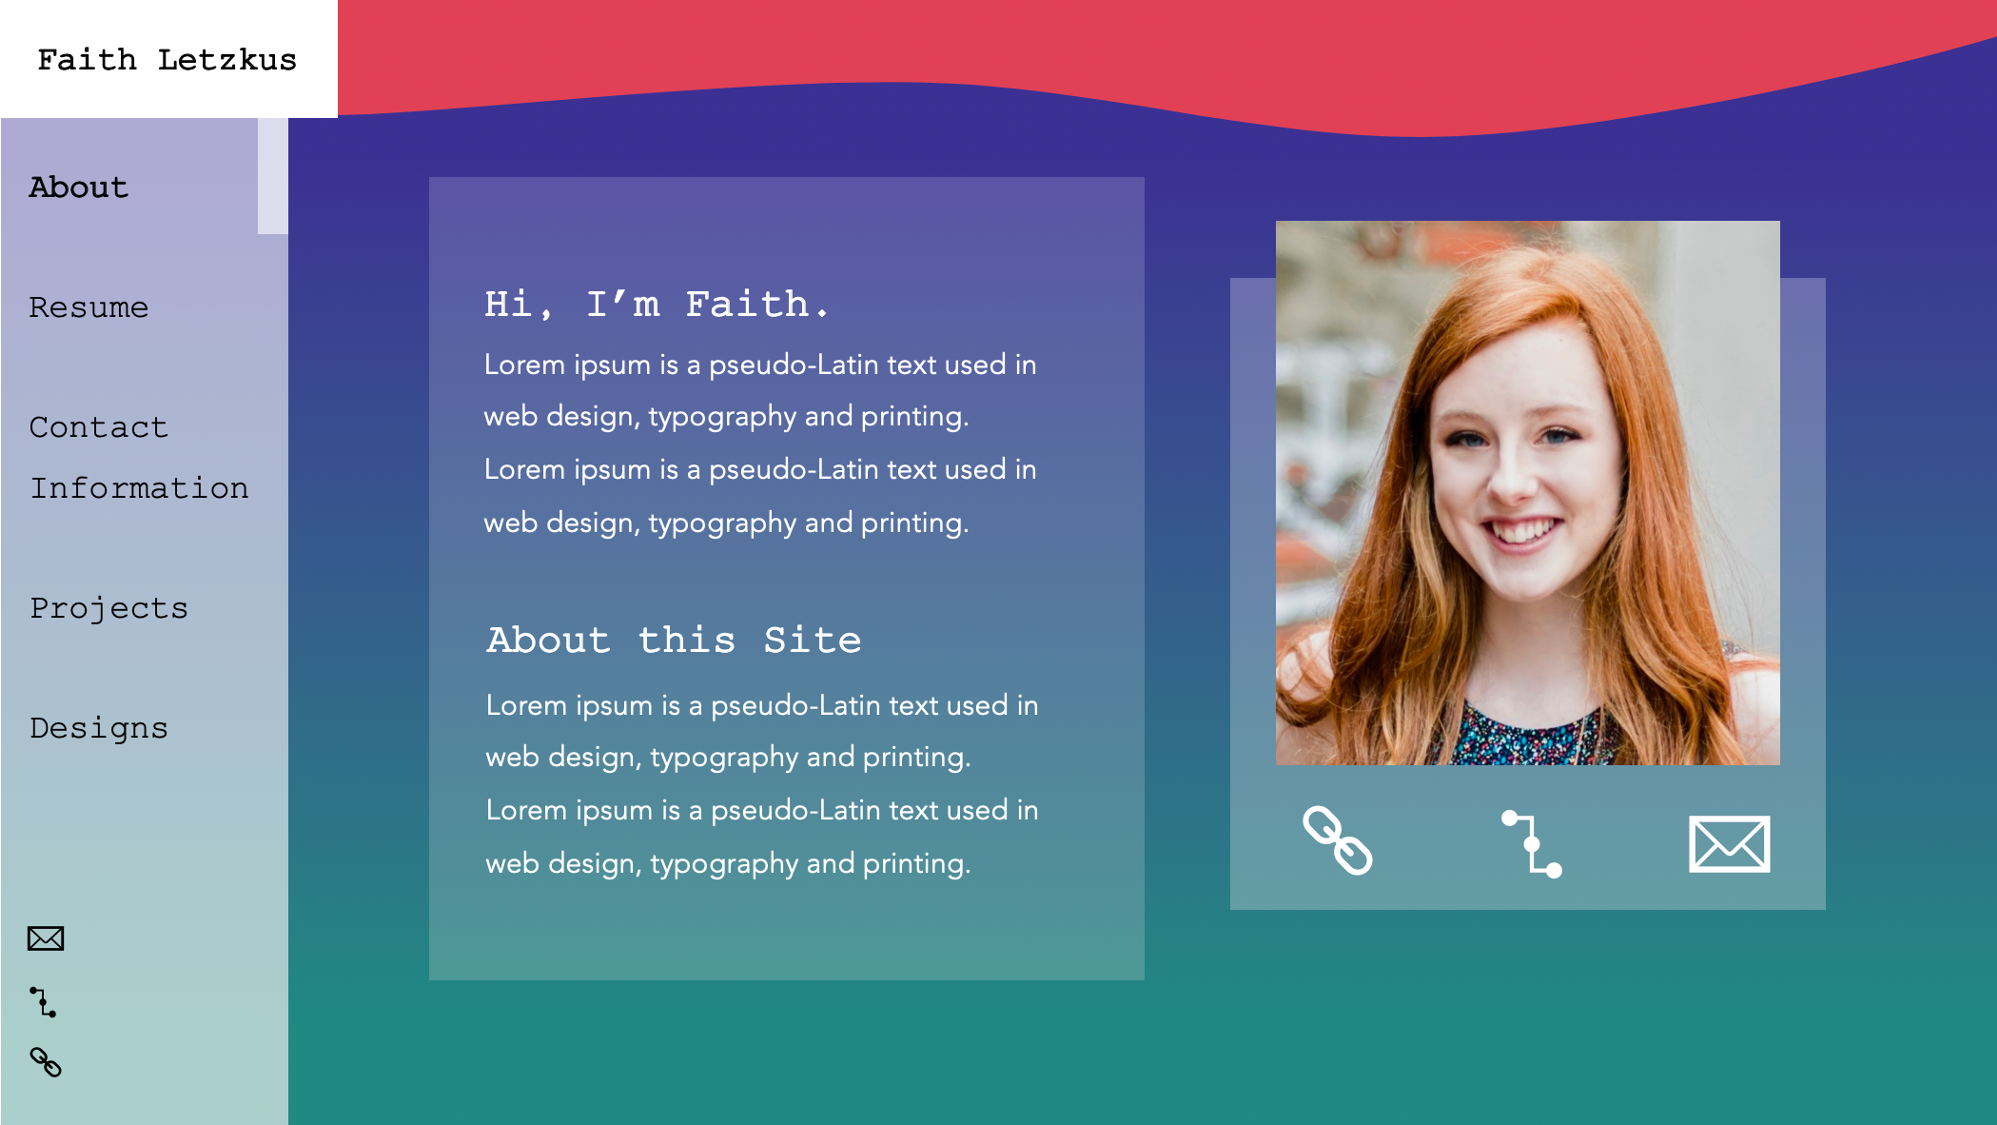 Faith Letzkus
About
Resume
Contact
Information
Projects
Designs
Hi, I’m Faith.
Lorem ipsum is a pseudo-Latin text used in
web design, typography and printing.
Lorem ipsum is a pseudo-Latin text used in
web design, typography and printing.
About this Site
Lorem ipsum is a pseudo-Latin text used in
web design, typography and printing.
Lorem ipsum is a pseudo-Latin text used in
web design, typography and printing.